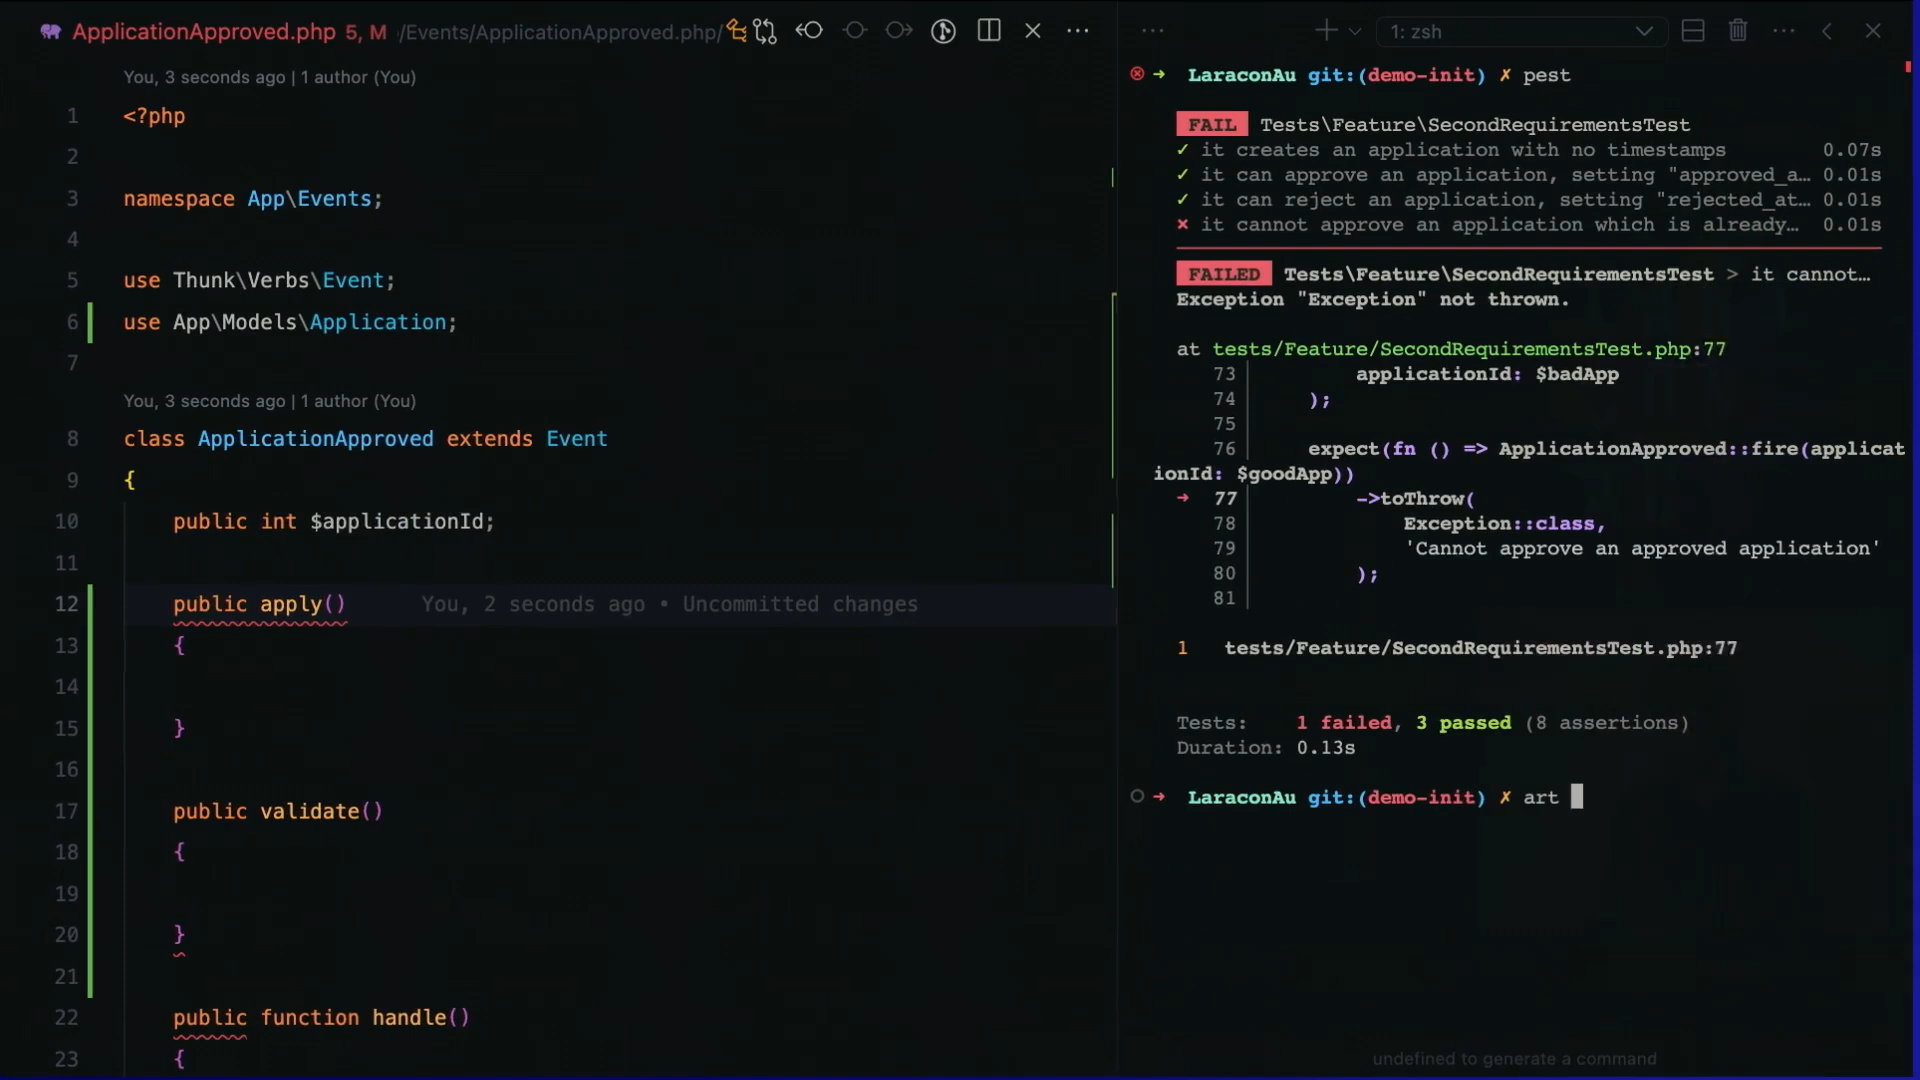 ApplicationApproved.php 5, M /Events/ApplicationApproved.php/
You, 3 seconds ago | 1 author (You)
1 <?php
2
3 namespace App\Events;
4
5 use Thunk\Verbs\Event;
6 use App\Models\Application;
7
You, 3 seconds ago | 1 author (You)
8 class ApplicationApproved extends Event
9 {
10 public int $applicationId;
11
12 public apply() You, 2 seconds ago • Uncommitted changes
13 {
14
15 }
16
17 public validate()
18 {
19
20 }
21
22 public function handle()
23 {
1: zsh
➜ LaraconAu git:(demo-init) ✗ pest
FAIL Tests\Feature\SecondRequirementsTest
✓ it creates an application with no timestamps 0.07s
✓ it can approve an application, setting "approved_a… 0.01s
✓ it can reject an application, setting "rejected_at… 0.01s
⨯ it cannot approve an application which is already… 0.01s
FAILED Tests\Feature\SecondRequirementsTest > it cannot…
Exception "Exception" not thrown.
at tests/Feature/SecondRequirementsTest.php:77
73 applicationId: $badApp
74 );
75
76 expect(fn () => ApplicationApproved::fire(applicat
ionId: $goodApp))
➜ 77 ->toThrow(
78 Exception::class,
79 'Cannot approve an approved application'
80 );
81
1 tests/Feature/SecondRequirementsTest.php:77
Tests: 1 failed, 3 passed (8 assertions)
Duration: 0.13s
➜ LaraconAu git:(demo-init) ✗ art
undefined to generate a command